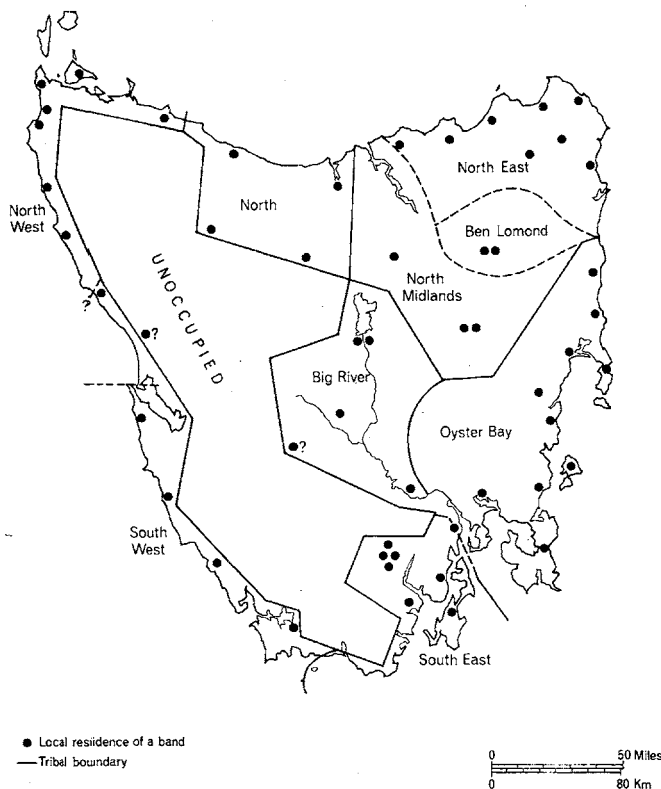 North East
North
West
North
Ben Lomond
UNOCCUPIED
North
Midlands
?
?
Big River
Oyster Bay
?
South
West
South East
● Local resiidence of a band
— Tribal boundary
0 50 Miles
0 80 Km